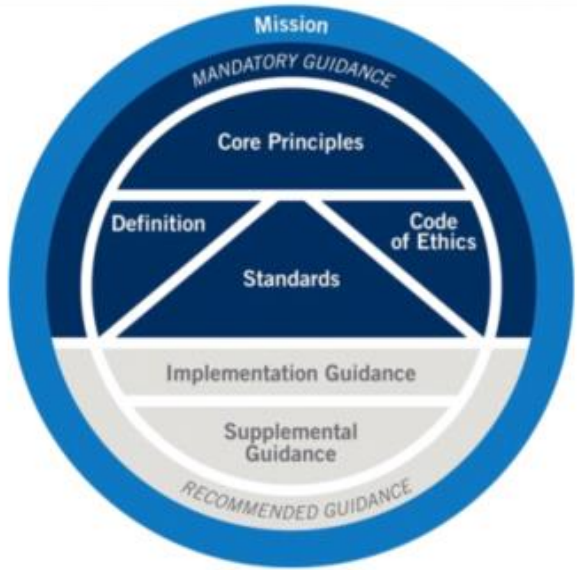 Mission
MANDATORY GUIDANCE
Core Principles
Definition
Code
of Ethics
Standards
Implementation Guidance
Supplemental
Guidance
RECOMMENDED GUIDANCE